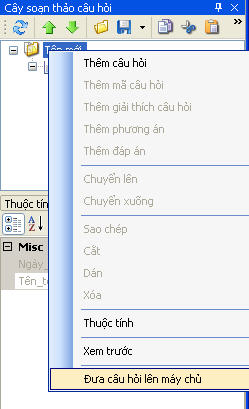 Cây soạn thảo câu hỏi
Tên mới
Thêm câu hỏi
Thêm mã câu hỏi
Thêm giải thích câu hỏi
Thêm phương án
Thêm đáp án
Chuyển lên
Chuyển xuống
Thuộc tín
Sao chép
Cắt
Misc
Dán
Ngày_
Xóa
Tên_t
Thuộc tính
Xem trước
Đưa câu hỏi lên máy chủ